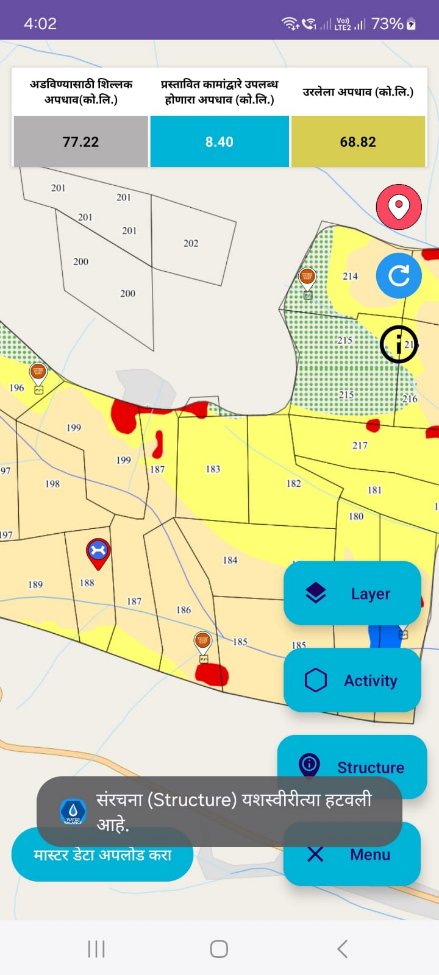 4:02
Vo))
LTE2
73%
अडविण्यासाठी शिल्लक
अपधाव(को.लि.)
प्रस्तावित कामांद्वारे उपलब्ध
होणारा अपधाव (को.लि.)
उरलेला अपधाव (को.लि.)
77.22
8.40
68.82
201
201
201
201
202
200
200
214
215
215
216
196
199
199
187
183
182
217
181
180
97
198
197
189
188
187
186
184
185
185
Layer
Activity
Structure
संरचना (Structure) यशस्वीरीत्या हटवली
आहे.
मास्टर डेटा अपलोड करा
Menu